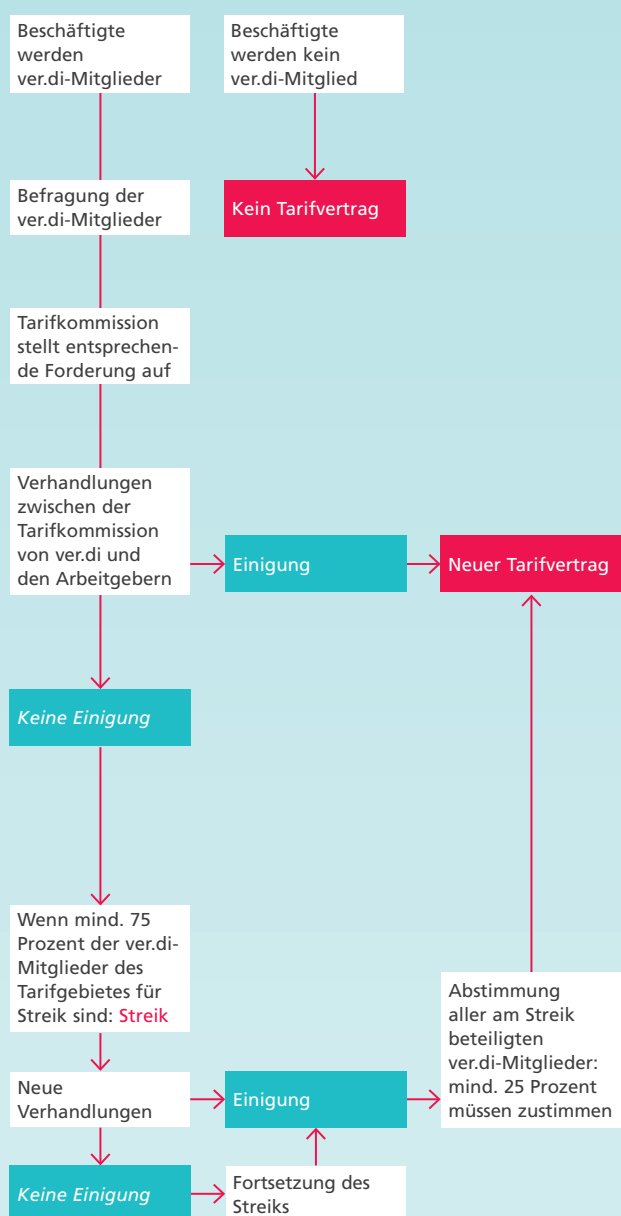 Beschäftigte
werden
ver.di-Mitglieder
Beschäftigte
werden kein
ver.di-Mitglied
Befragung der
ver.di-Mitglieder
Kein Tarifvertrag
Tarifkommission
stellt entsprechen-
de Forderung auf
Verhandlungen
zwischen der
Tarifkommission
von ver.di und
den Arbeitgebern
Einigung
Neuer Tarifvertrag
Keine Einigung
Wenn mind. 75
Prozent der ver.di-
Mitglieder des
Tarifgebietes für
Streik sind: Streik
Neue
Verhandlungen
Einigung
Abstimmung
aller am Streik
beteiligten
ver.di-Mitglieder:
mind. 25 Prozent
müssen zustimmen
Keine Einigung
Fortsetzung des
Streiks